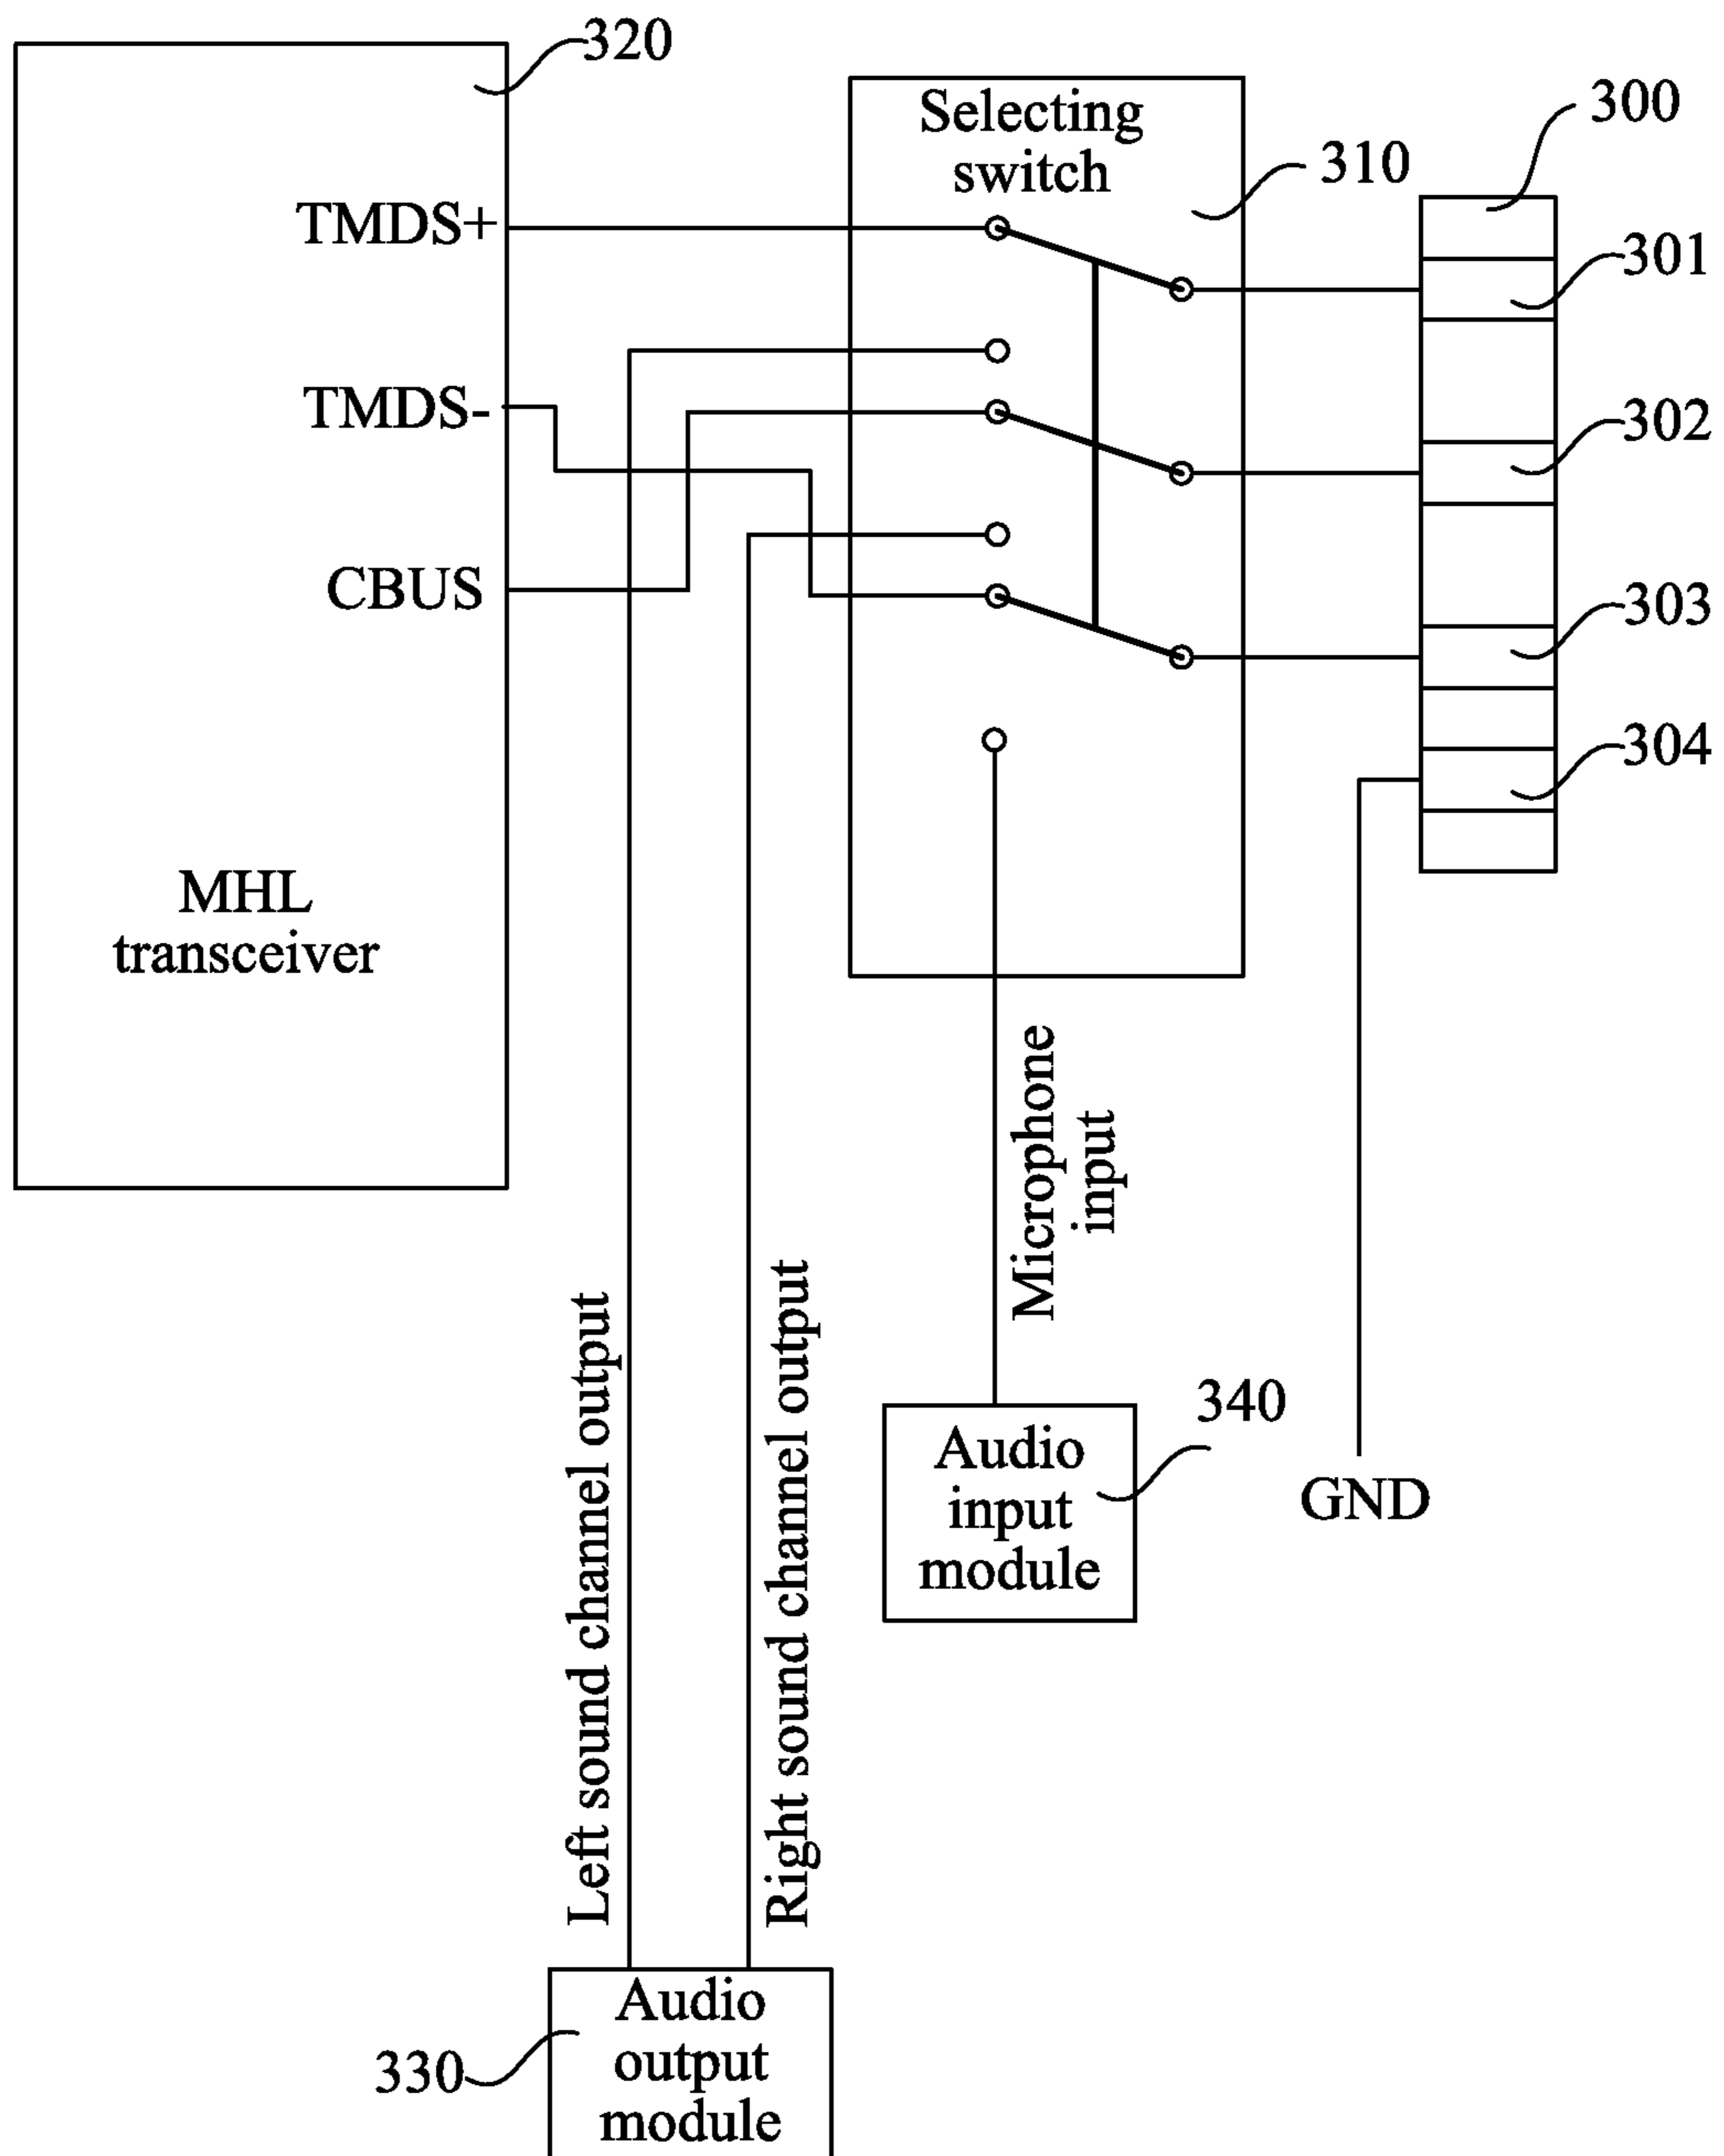 320
Selecting
switch
300
310
TMDS+
301
TMDS-
302
CBUS
303
304
MHL
transceiver
Microphone
input
Left sound channel output
Right sound channel output
340
Audio
input
module
GND
330
Audio
output
module